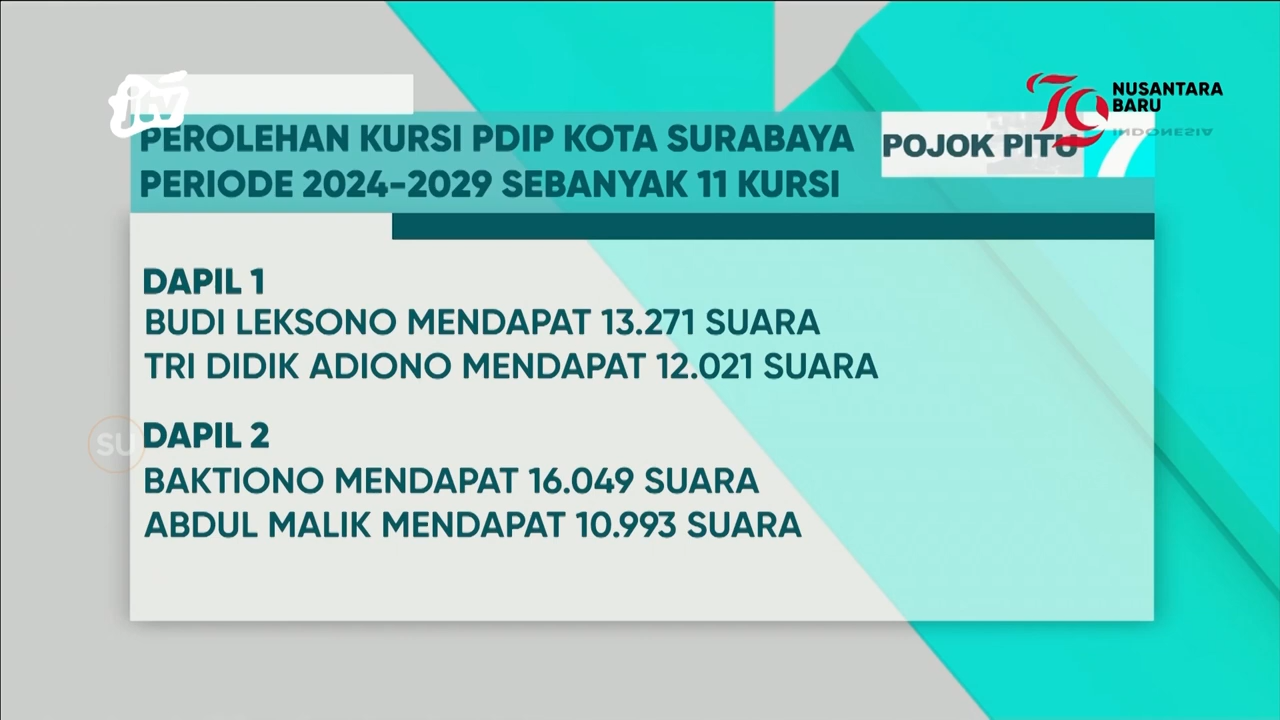 jtv
NUSANTARA
BARU
INDONESIA
PEROLEHAN KURSI PDIP KOTA SURABAYA
PERIODE 2024-2029 SEBANYAK 11 KURSI
POJOK PITU
7
DAPIL 1
BUDI LEKSONO MENDAPAT 13.271 SUARA
TRI DIDIK ADIONO MENDAPAT 12.021 SUARA
SU
DAPIL 2
BAKTIONO MENDAPAT 16.049 SUARA
ABDUL MALIK MENDAPAT 10.993 SUARA